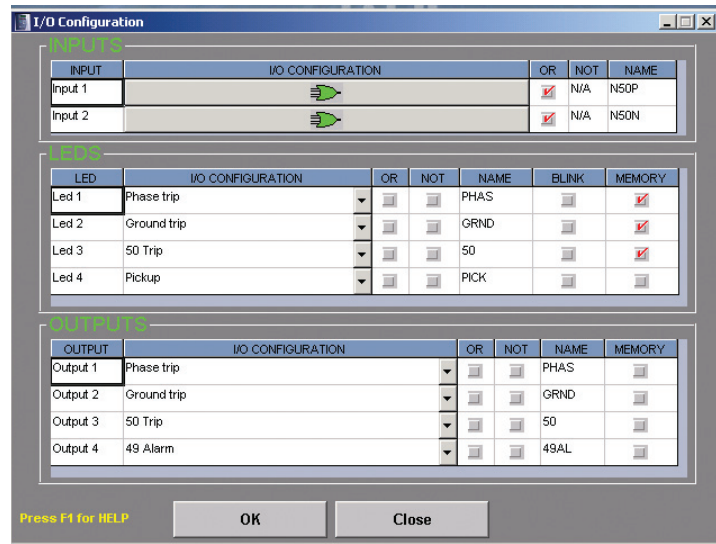 I/O Configuration
INPUTS
INPUT I/O CONFIGURATION OR NOT NAME
Input 1 N/A N50P
Input 2 N/A N50N
LEDS
LED I/O CONFIGURATION OR NOT NAME BLINK MEMORY
Led 1 Phase trip PHAS
Led 2 Ground trip GRND
Led 3 50 Trip 50
Led 4 Pickup PICK
OUTPUTS
OUTPUT I/O CONFIGURATION OR NOT NAME MEMORY
Output 1 Phase trip PHAS
Output 2 Ground trip GRND
Output 3 50 Trip 50
Output 4 49 Alarm 49AL
Press F1 for HELP OK Close